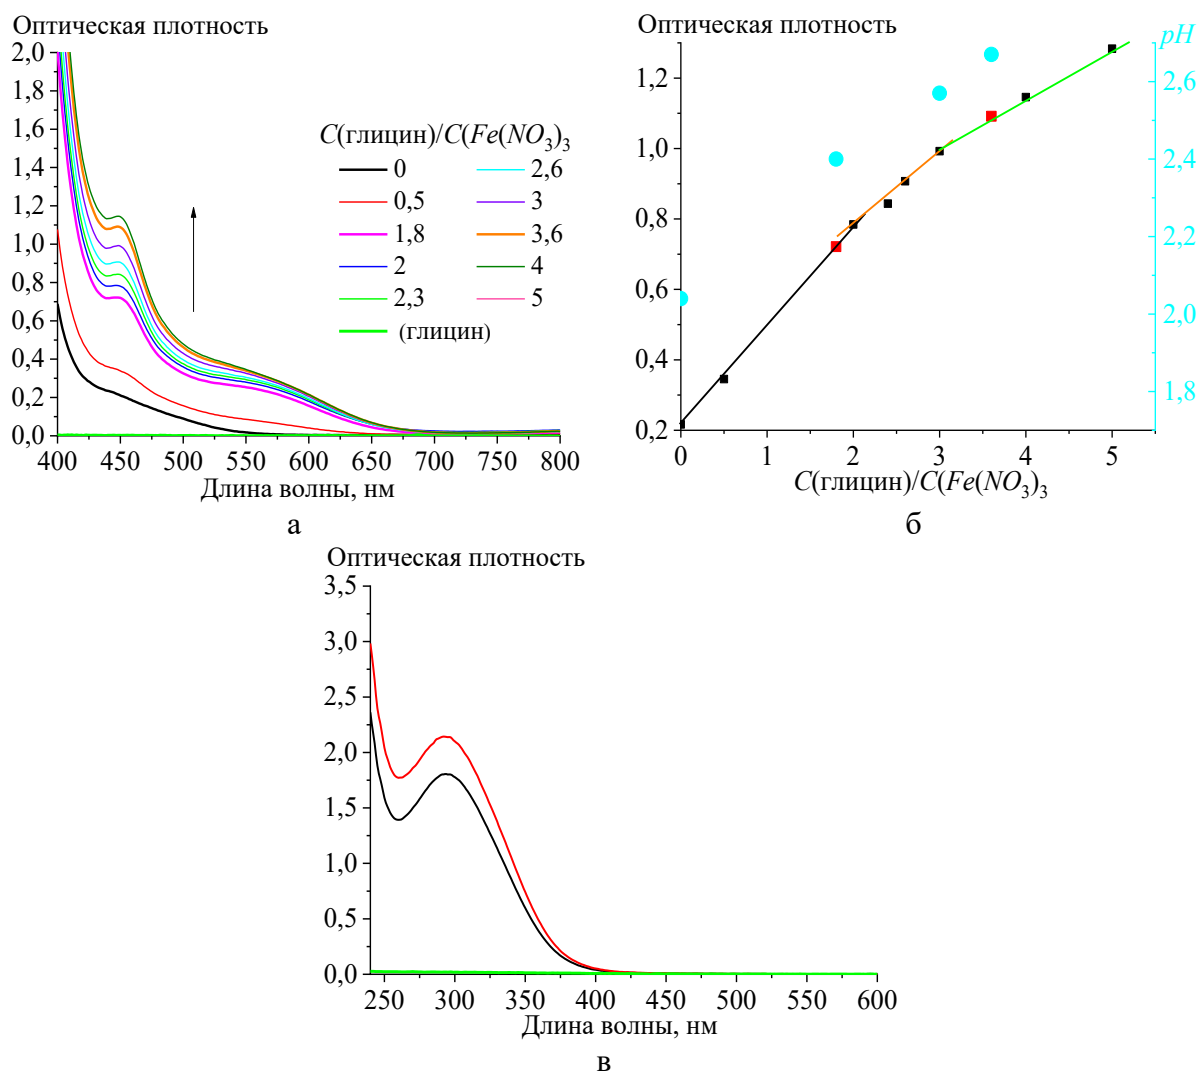 Оптическая плотность
2,0
1,8
1,6
1,4
1,2
1,0
0,8
0,6
0,4
0,2
0,0
400 450 500 550 600 650 700 750 800
Длина волны, нм
C(глицин)/C(Fe(NO3)3
0 2,6
0,5 3
1,8 3,6
2 4
2,3 5
(глицин)
а
Оптическая плотность
pH
1,2
1,0
0,8
0,6
0,4
0,2
2,6
2,4
2,2
2,0
1,8
0 1 2 3 4 5
C(глицин)/C(Fe(NO3)3
б
Оптическая плотность
3,5
3,0
2,5
2,0
1,5
1,0
0,5
0,0
250 300 350 400 450 500 550 600
Длина волны, нм
в